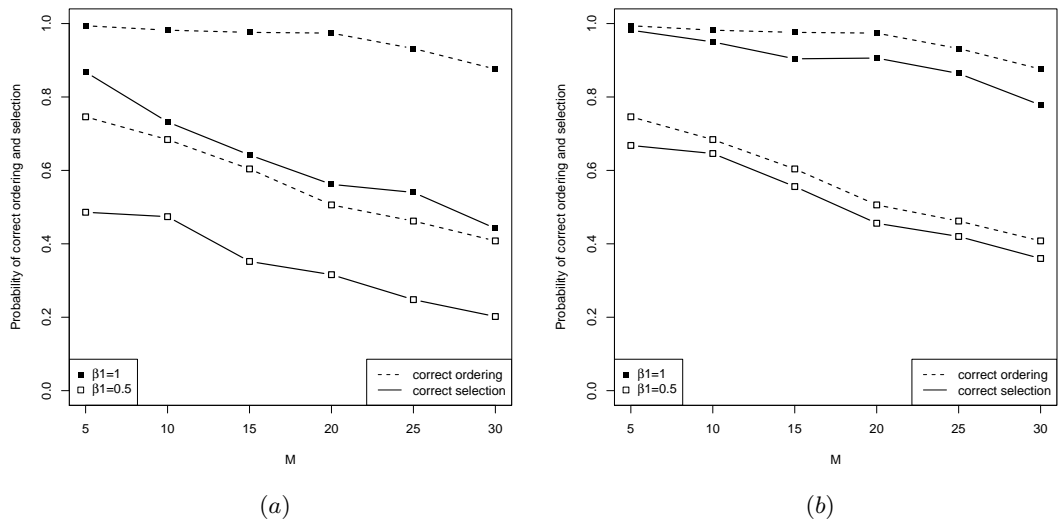 Probability of correct ordering and selection
1.0
0.8
0.6
0.4
0.2
0.0
β1=1
β1=0.5
correct ordering
correct selection
5 10 15 20 25 30
M
(a)
Probability of correct ordering and selection
1.0
0.8
0.6
0.4
0.2
0.0
β1=1
β1=0.5
correct ordering
correct selection
5 10 15 20 25 30
M
(b)